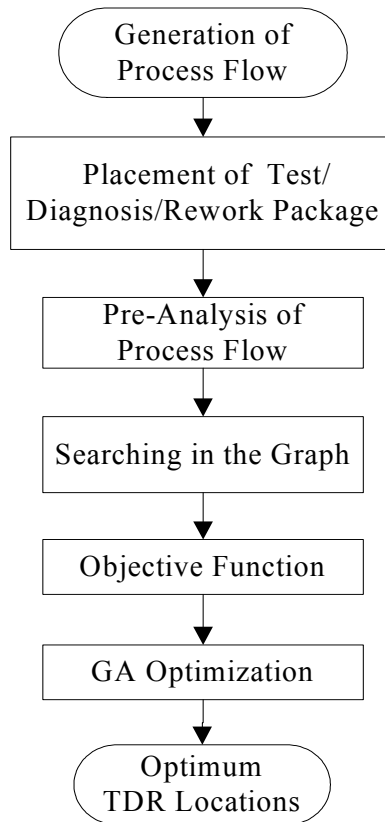 Generation of
Process Flow
Placement of Test/
Diagnosis/Rework Package
Pre-Analysis of
Process Flow
Searching in the Graph
Objective Function
GA Optimization
Optimum
TDR Locations